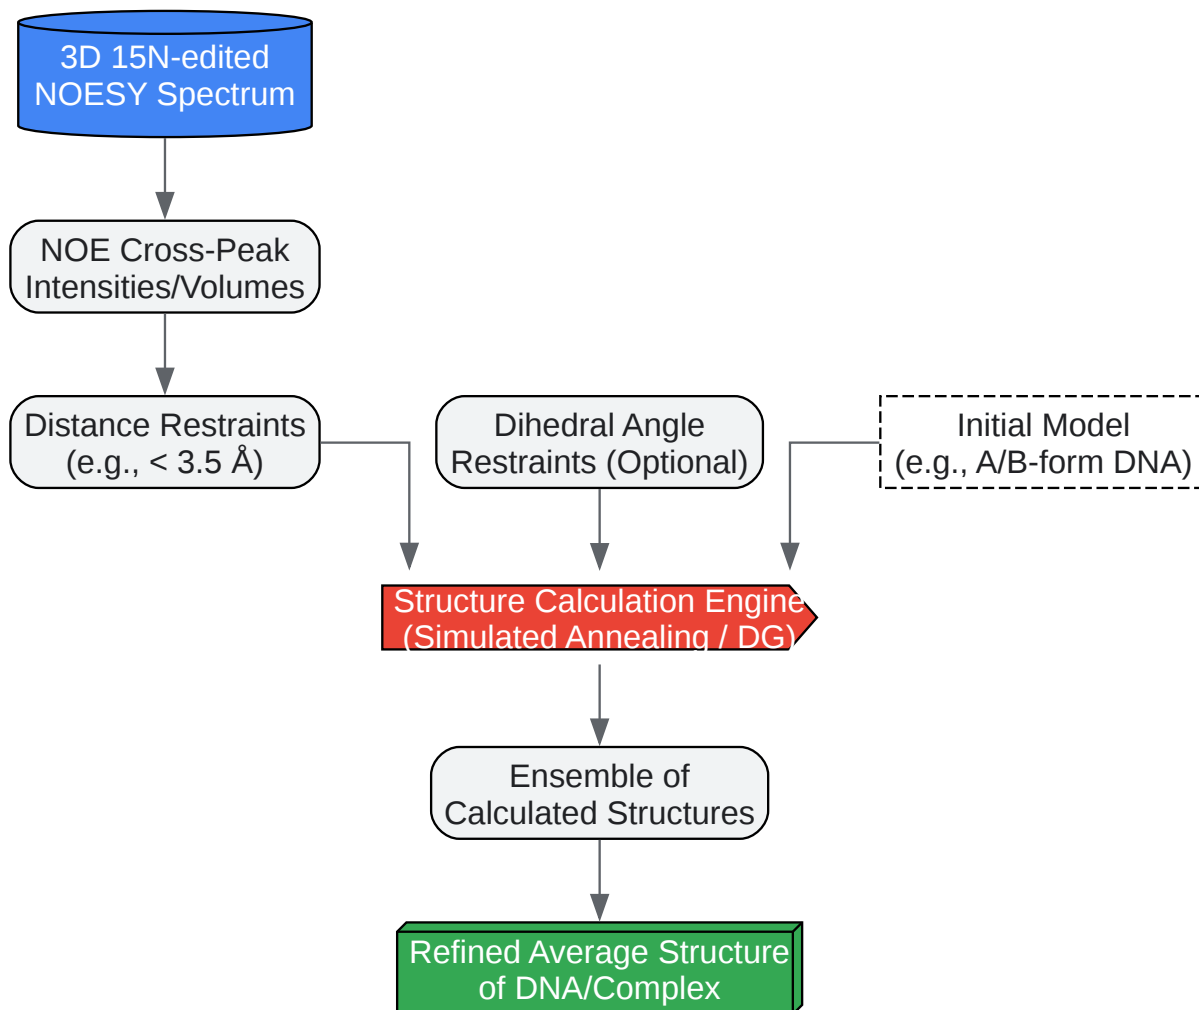 3D 15N-edited
NOESY Spectrum
NOE Cross-Peak
Intensities/Volumes
Distance Restraints
(e.g., < 3.5 Å)
Dihedral Angle
Restraints (Optional)
Initial Model
(e.g., A/B-form DNA)
Structure Calculation Engine
(Simulated Annealing / DG)
Ensemble of
Calculated Structures
Refined Average Structure
of DNA/Complex